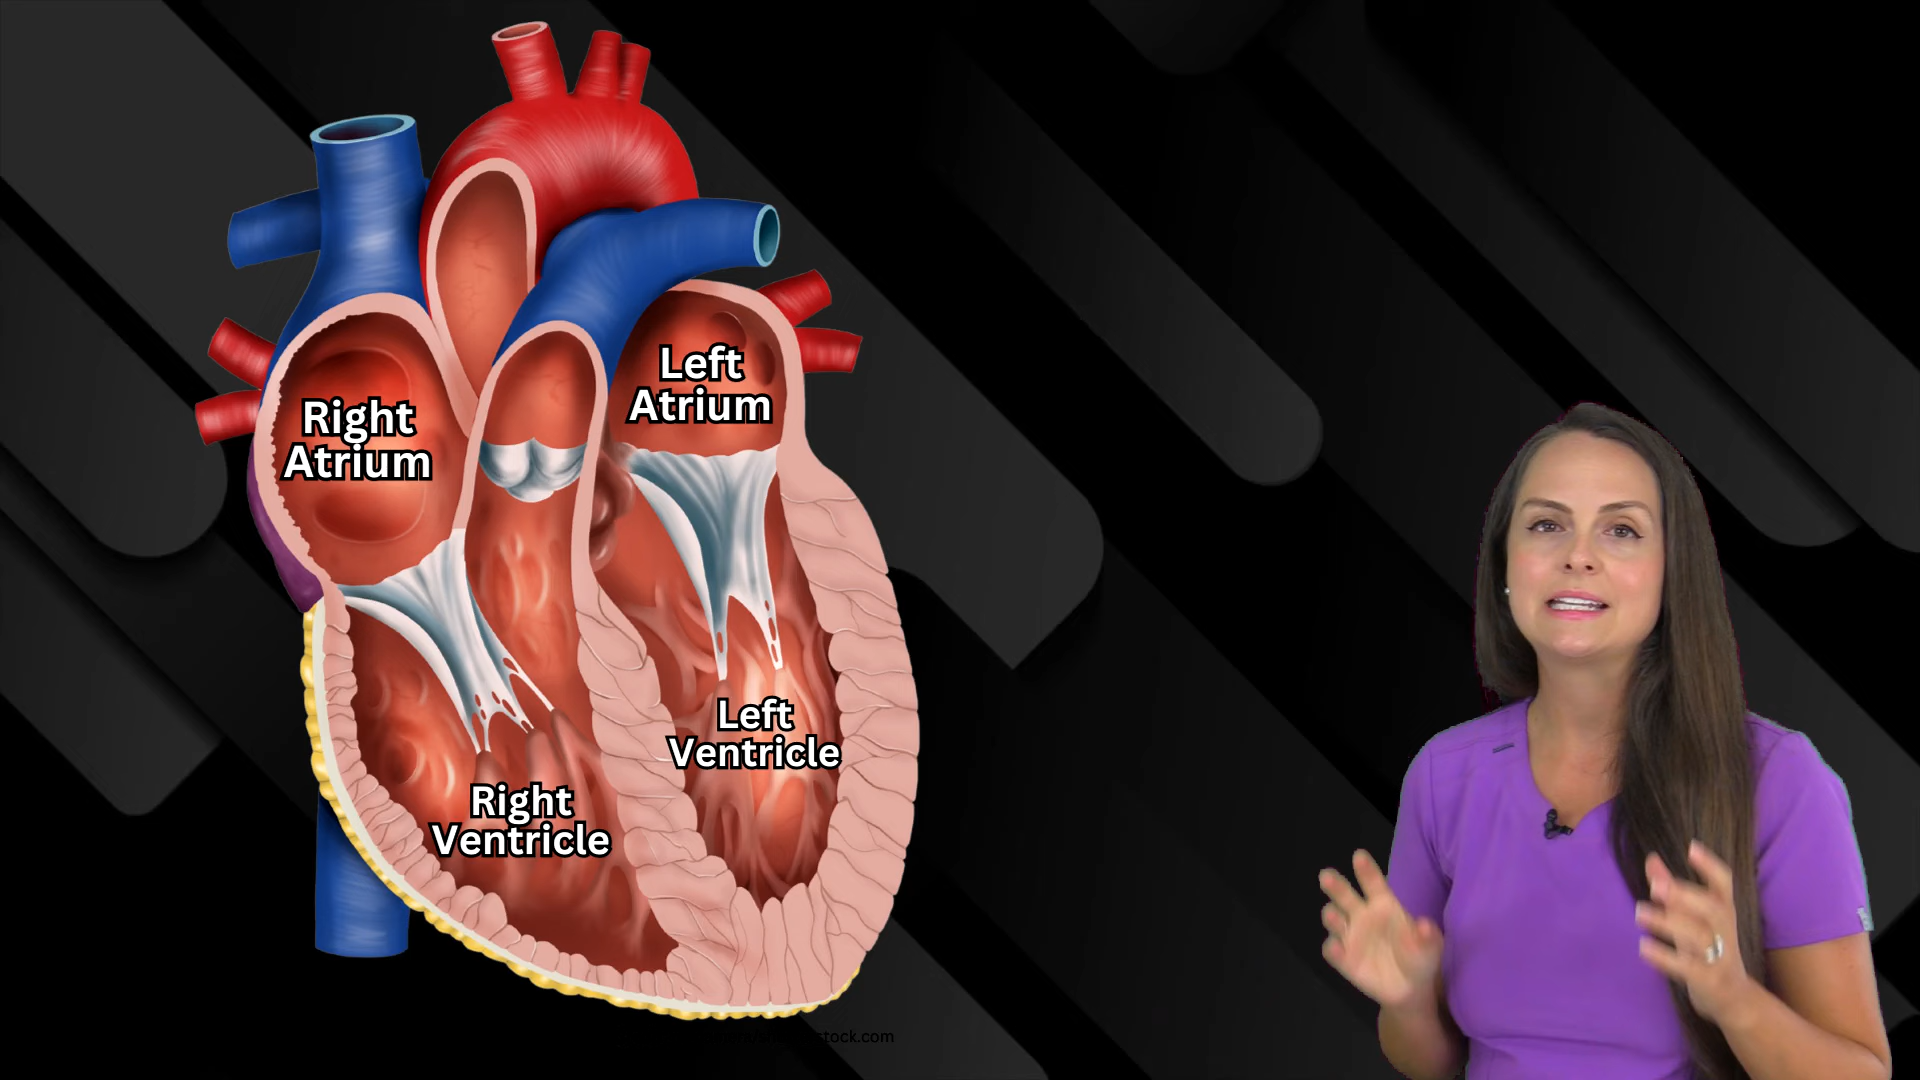 Left
Atrium
Right
Atrium
Left
Ventricle
Right
Ventricle